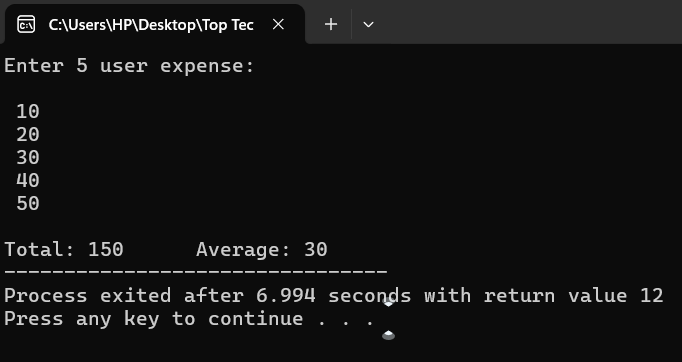 C:\Users\HP\Desktop\Top Tec
Enter 5 user expense:
10
20
30
40
50
Total: 150      Average: 30
--------------------------------
Process exited after 6.994 seconds with return value 12
Press any key to continue . . .